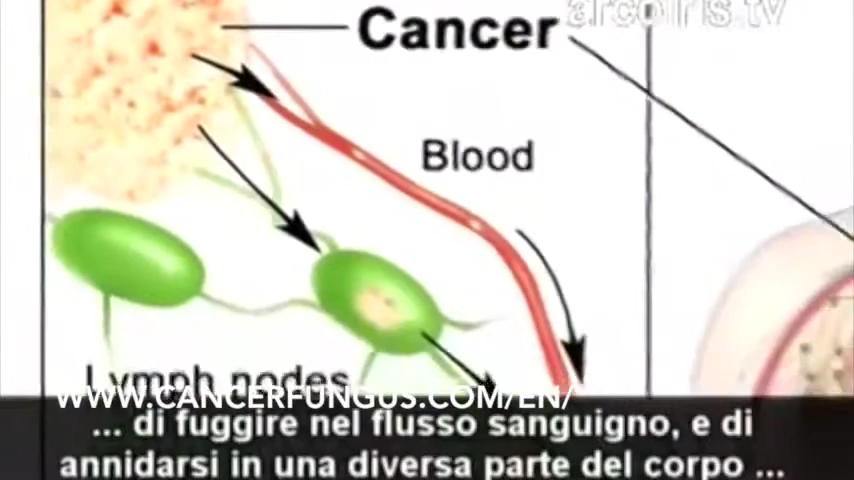 arcoiris.tv
Cancer
Blood
Lymph nodes
WWW.CANCERFUNGUS.COM/EN/
... di fuggire nel flusso sanguigno, e di
annidarsi in una diversa parte del corpo ...